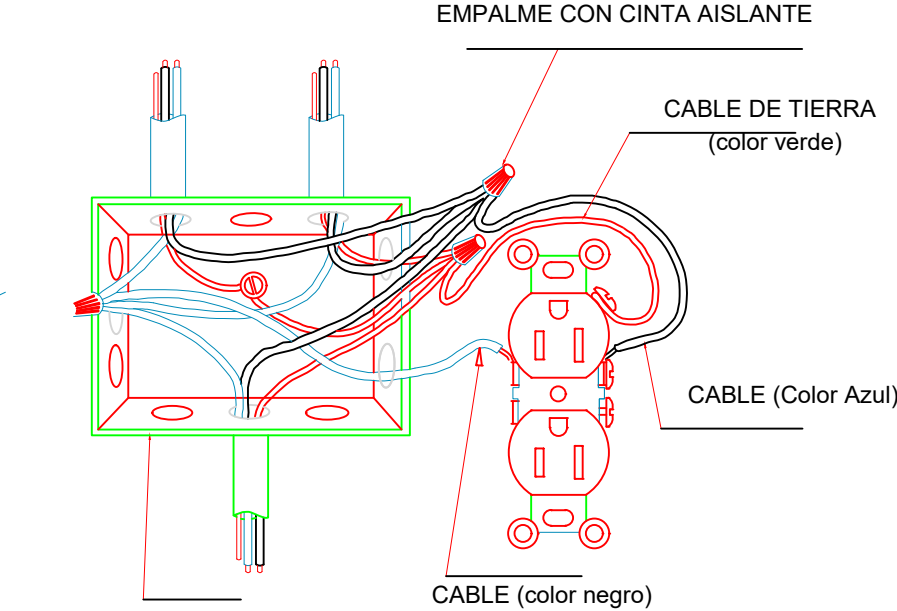 EMPALME CON CINTA AISLANTE
CABLE DE TIERRA
(color verde)
CABLE (Color Azul)
CABLE (color negro)